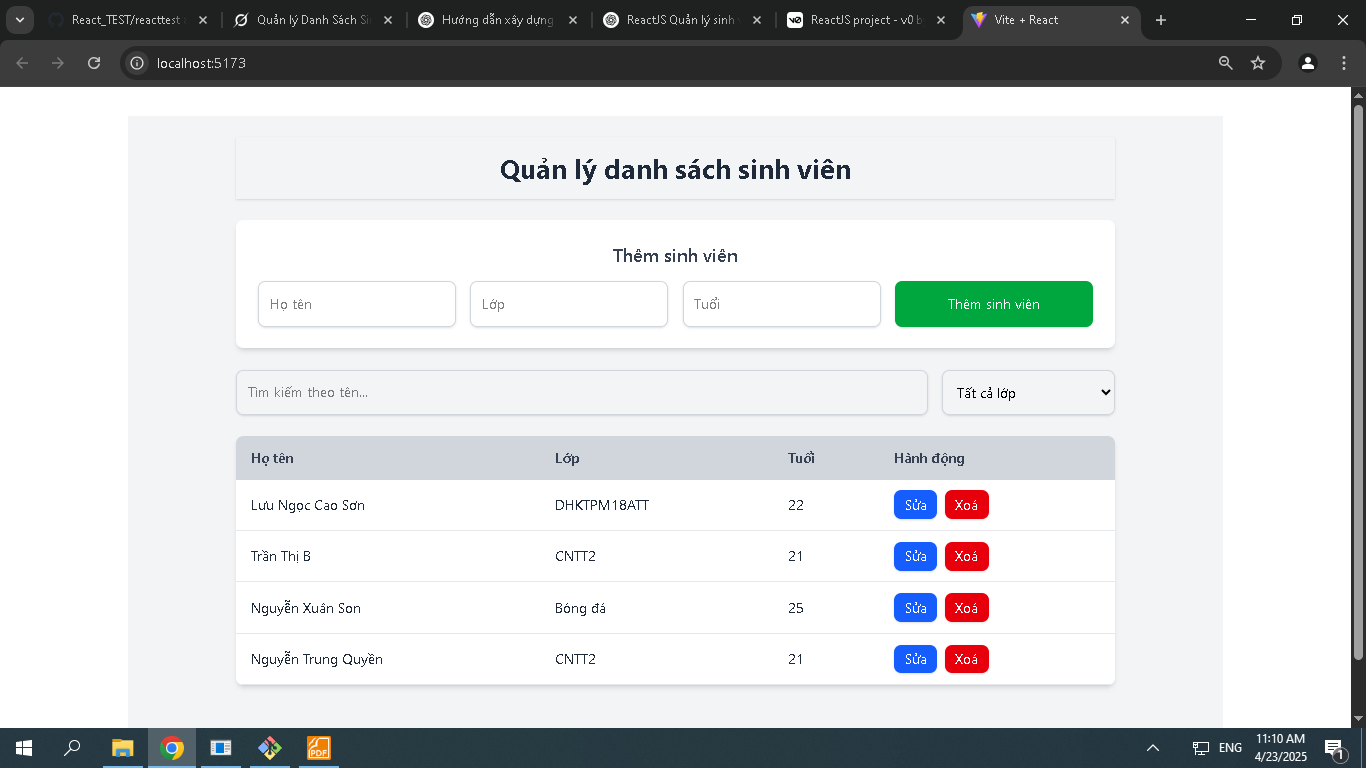 React_TEST/reacttest
Quản lý Danh Sách Si
Hướng dẫn xây dựng
ReactJS Quản lý sinh
v0
ReactJS project - v0 b
Vite + React
localhost:5173
Quản lý danh sách sinh viên
Thêm sinh viên
Họ tên
Lớp
Tuổi
Thêm sinh viên
Tìm kiếm theo tên...
Tất cả lớp
Họ tên Lớp Tuổi Hành động
Lưu Ngọc Cao Sơn DHKTPM18ATT 22 Sửa Xoá
Trần Thị B CNTT2 21 Sửa Xoá
Nguyễn Xuân Son Bóng đá 25 Sửa Xoá
Nguyễn Trung Quyền CNTT2 21 Sửa Xoá
PDF
ENG
11:10 AM
4/23/2025
1